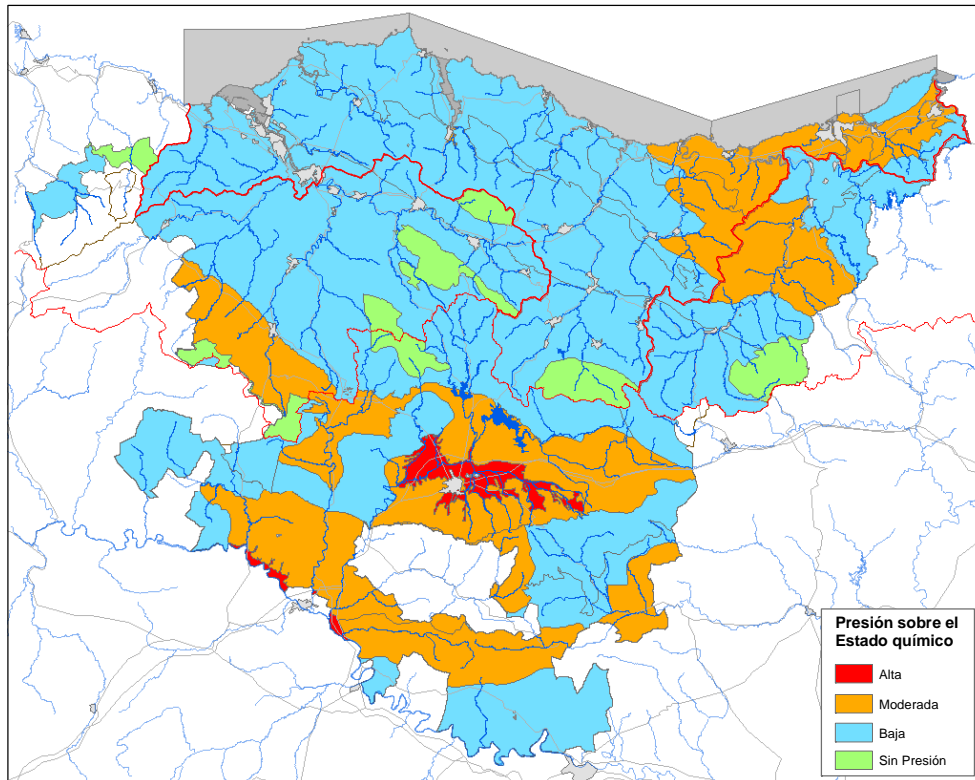 Presión sobre el
Estado químico
Alta
Moderada
Baja
Sin Presión